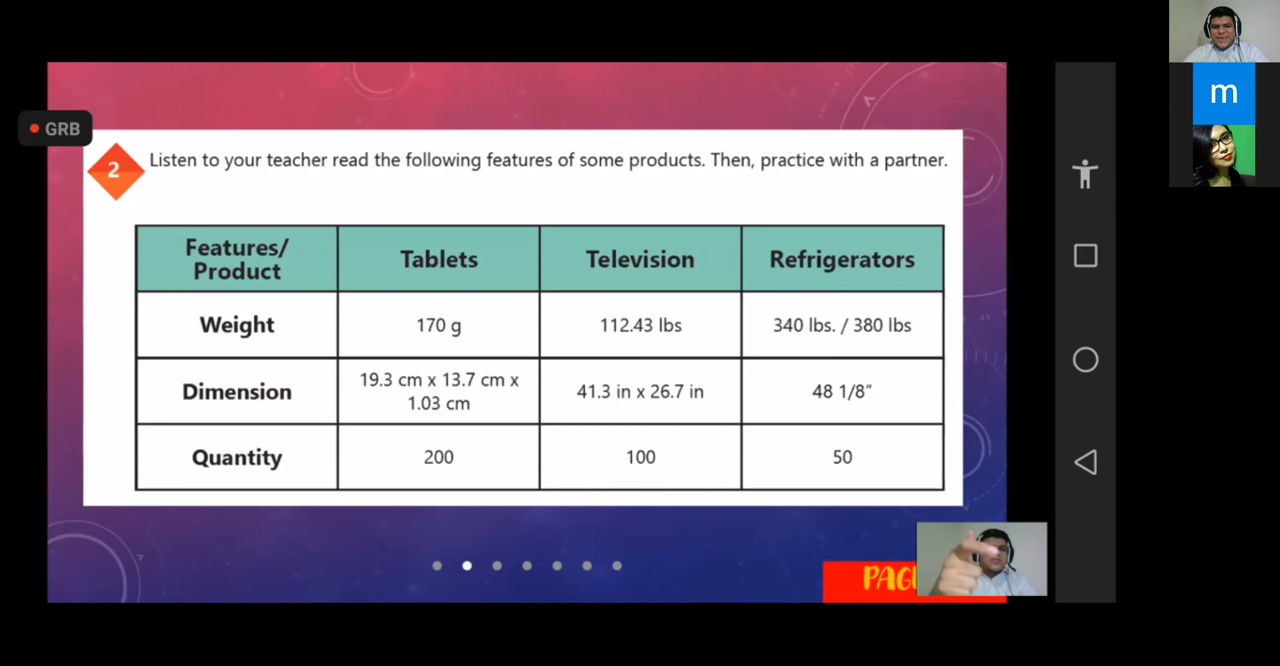 GRB
m
2
Listen to your teacher read the following features of some products. Then, practice with a partner.
Features/
Product
Tablets
Television
Refrigerators
Weight
170 g
112.43 lbs
340 lbs. / 380 lbs
Dimension
19.3 cm x 13.7 cm x
1.03 cm
41.3 in x 26.7 in
48 1/8″
Quantity
200
100
50